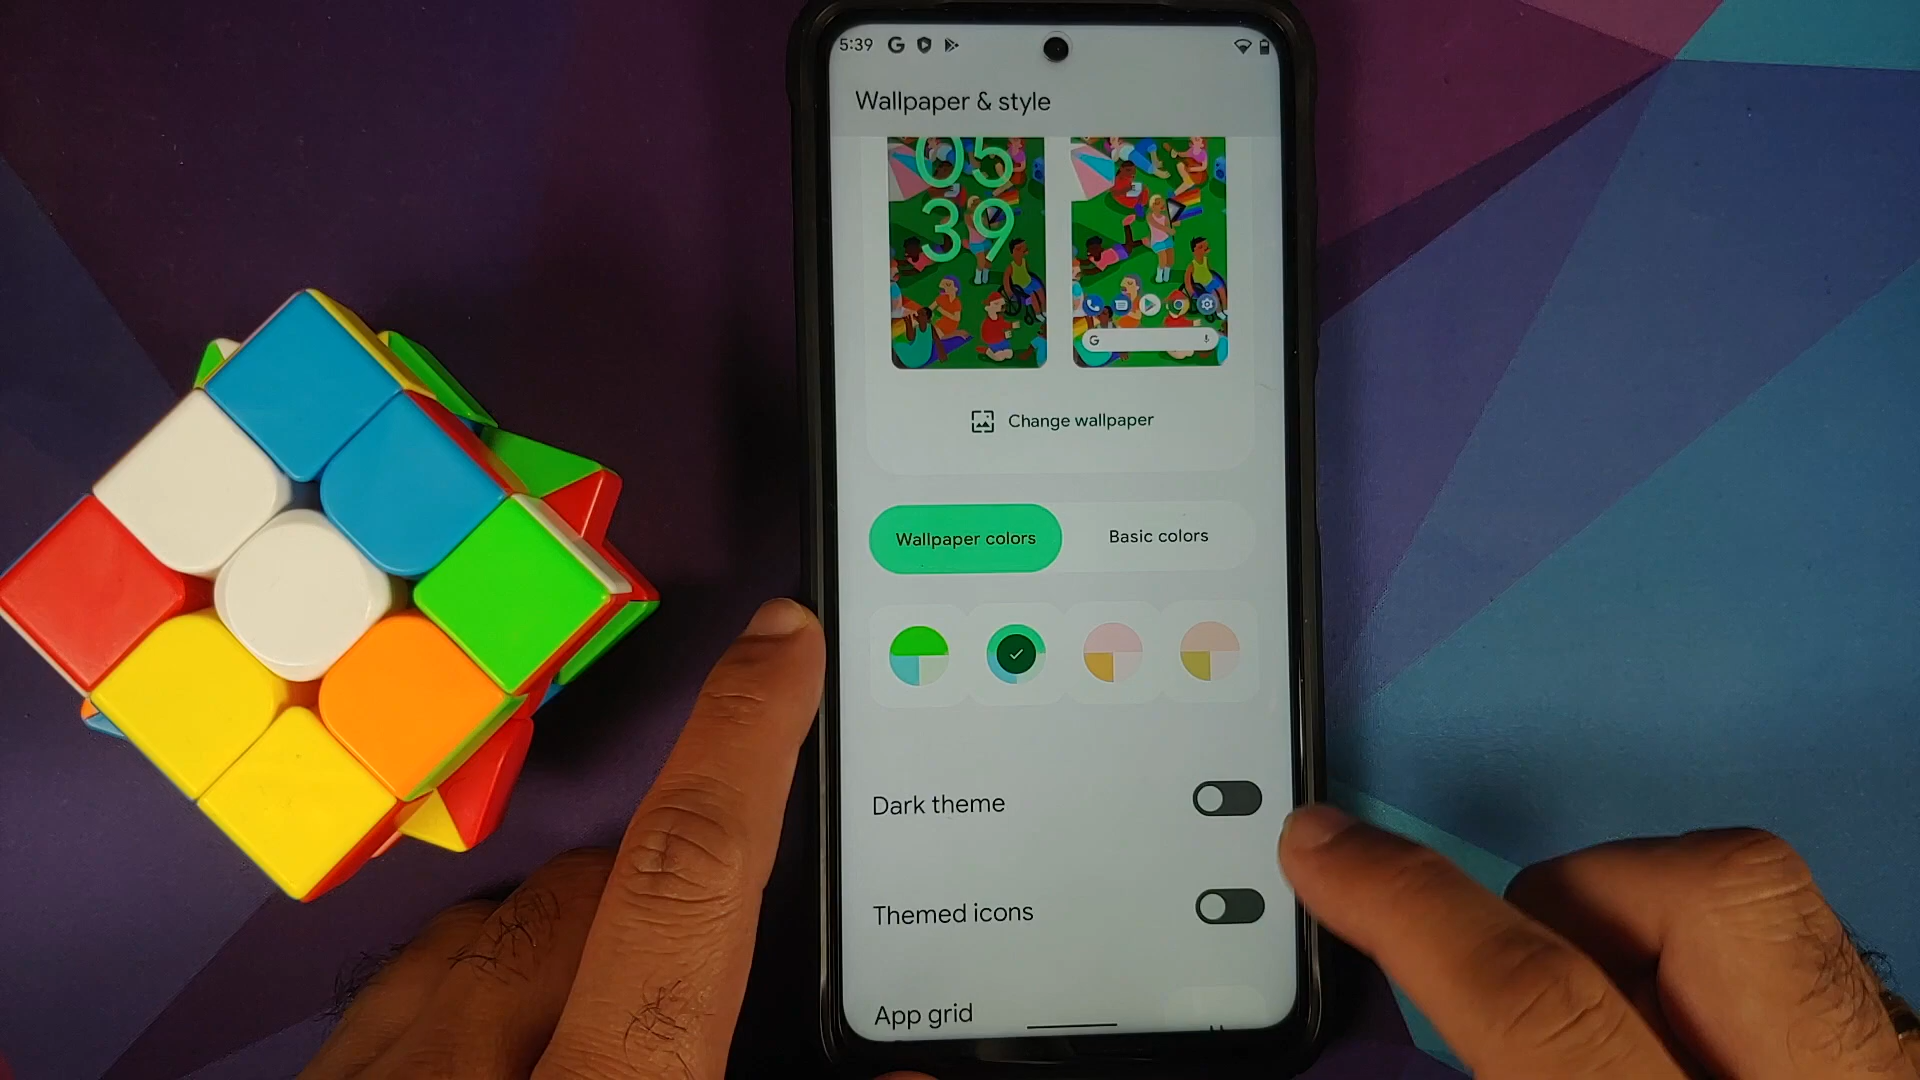 5:39
Wallpaper & style
05
39
G
Change wallpaper
Wallpaper colors
Basic colors
Dark theme
Themed icons
App grid